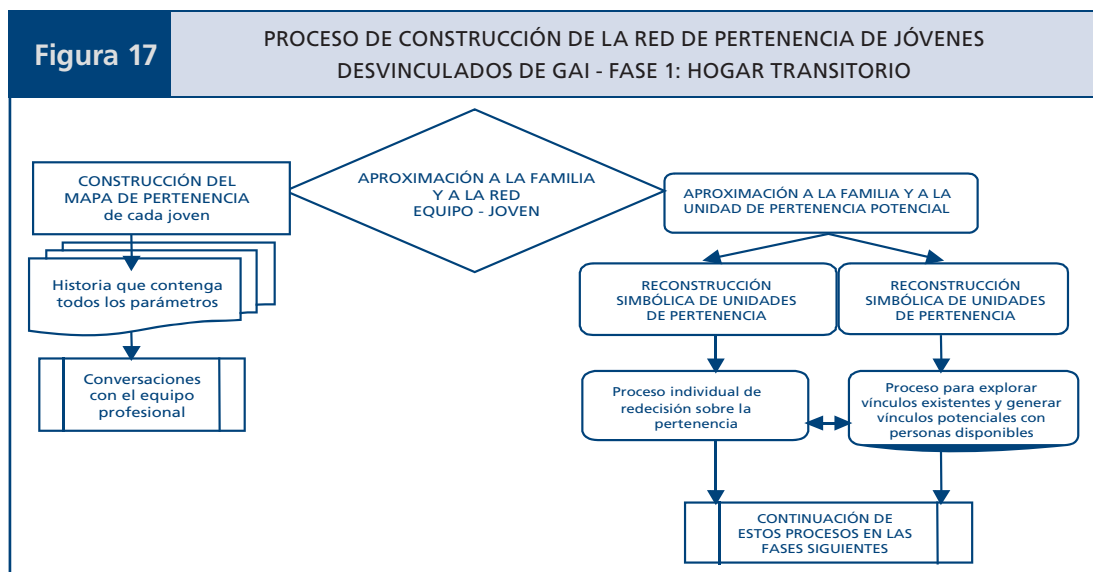 Figura 17
PROCESO DE CONSTRUCCIÓN DE LA RED DE PERTENENCIA DE JÓVENES
DESVINCULADOS DE GAI - FASE 1: HOGAR TRANSITORIO
CONSTRUCCIÓN DEL
MAPA DE PERTENENCIA
de cada joven
Historia que contenga
todos los parámetros
Conversaciones
con el equipo
profesional
APROXIMACIÓN A LA FAMILIA
Y A LA RED
EQUIPO - JOVEN
APROXIMACIÓN A LA FAMILIA Y A LA
UNIDAD DE PERTENENCIA POTENCIAL
RECONSTRUCCIÓN
SIMBÓLICA DE UNIDADES
DE PERTENENCIA
RECONSTRUCCIÓN
SIMBÓLICA DE UNIDADES
DE PERTENENCIA
Proceso individual de
redecisión sobre la
pertenencia
Proceso para explorar
vínculos existentes y generar
vínculos potenciales con
personas disponibles
CONTINUACIÓN DE
ESTOS PROCESOS EN LAS
FASES SIGUIENTES